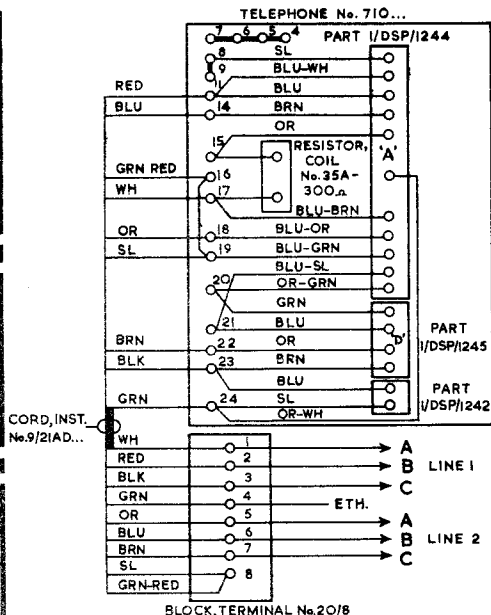 TELEPHONE No. 710...
7 6 5 4 PART 1/DSP/1244
8 SL
9 BLU-WH
RED 11 BLU
BLU 14 BRN
OR
15 RESISTOR, COIL No.35A- 300Ω 'A'
GRN RED 16
WH 17
BLU-BRN
OR 18 BLU-OR
SL 19 BLU-GRN
BLU-SL
20 OR-GRN
GRN
21 BLU 'D' PART 1/DSP/1245
BRN 22 OR
BLK 23 BRN
BLU PART 1/DSP/1242
GRN 24 SL
OR-WH
CORD, INST. No.9/21AD...
WH 1 A
RED 2 B LINE 1
BLK 3 C
GRN 4 ETH.
OR 5 A
BLU 6 B LINE 2
BRN 7 C
SL 8
GRN-RED
BLOCK, TERMINAL No.20/8